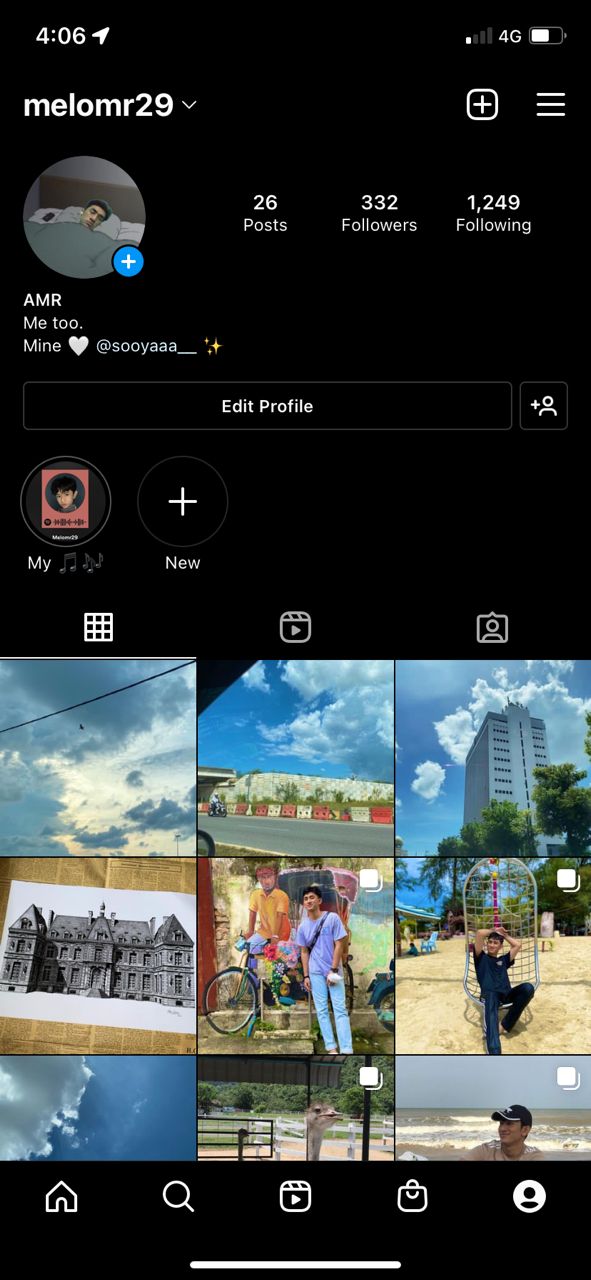 4:06
4G
melomr29
26
Posts
332
Followers
1,249
Following
AMR
Me too.
Mine 🤍 @sooyaaa__ ✨
Edit Profile
Melomr29
My 🎵🎶
New